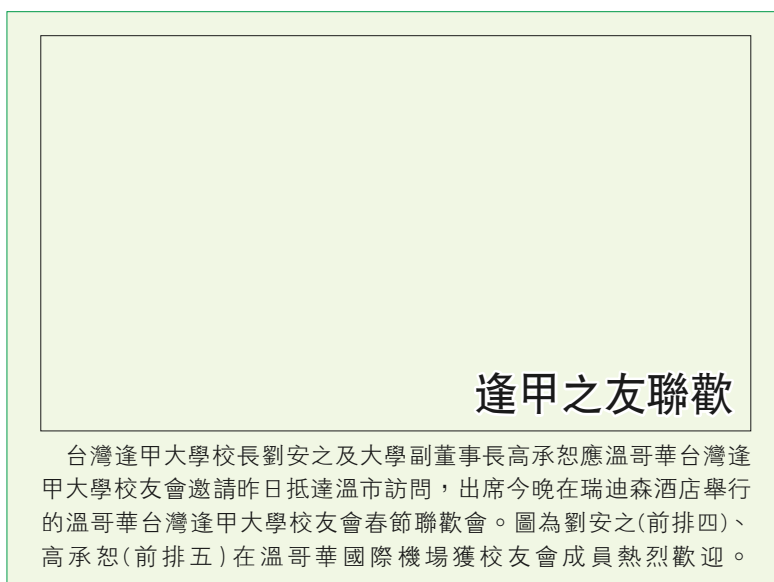 逢甲之友聯歡
台灣逢甲大學校長劉安之及大學副董事長高承恕應溫哥華台灣逢
甲大學校友會邀請昨日抵達溫市訪問，出席今晚在瑞迪森酒店舉行
的溫哥華台灣逢甲大學校友會春節聯歡會。圖為劉安之(前排四)、
高承恕(前排五)在溫哥華國際機場獲校友會成員熱烈歡迎。